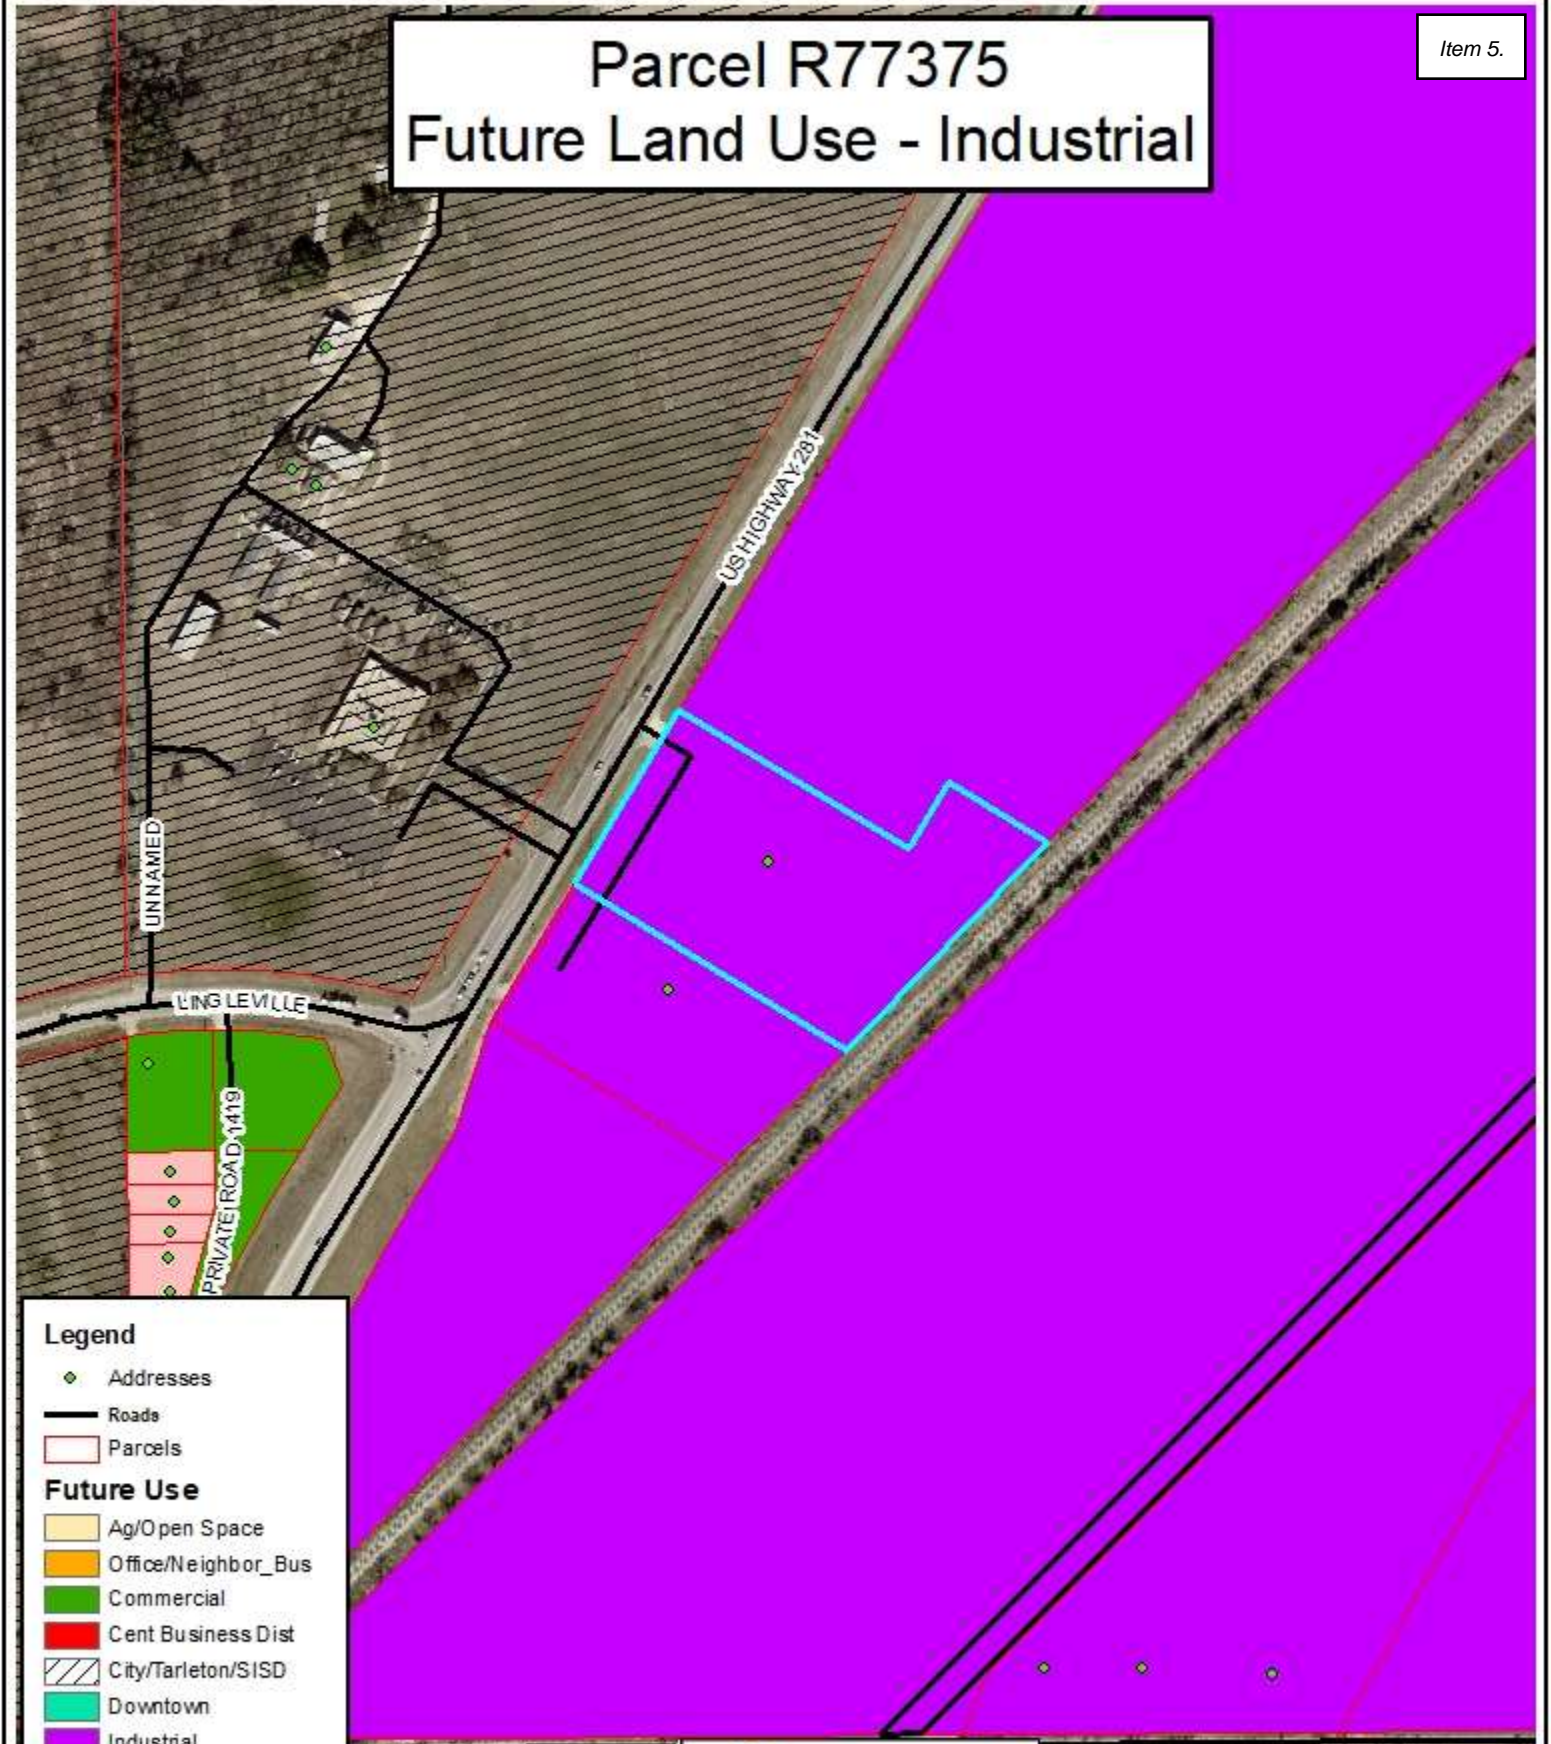 Parcel R77375
Future Land Use - Industrial
Item 5.
US HIGHWAY 281
UNNAMED
LINGLEVILLE
PRIVATE ROAD 1419
Legend
Addresses
Roads
Parcels
Future Use
Ag/Open Space
Office/Neighbor_Bus
Commercial
Cent Business Dist
City/Tarleton/SISD
Downtown
Industrial